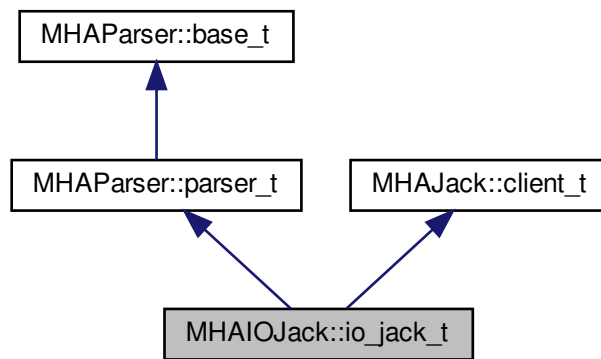 MHAParser::base_t
MHAParser::parser_t
MHAJack::client_t
MHAIOJack::io_jack_t